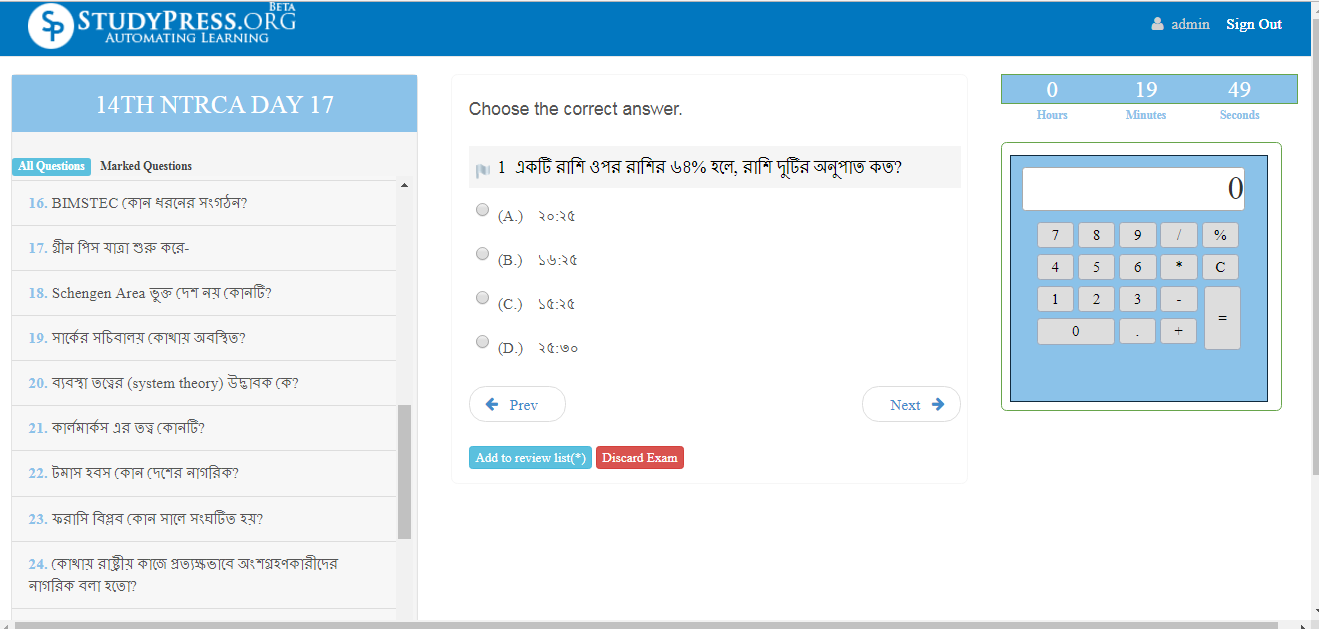 BETA
STUDYPRESS.ORG
AUTOMATING LEARNING
admin Sign Out
14TH NTRCA DAY 17
All Questions Marked Questions
16. BIMSTEC কোন ধরনের সংগঠন?
17. গ্রীন পিস যাত্রা শুরু করে-
18. Schengen Area ভুক্ত দেশ নয় কোনটি?
19. সার্কের সচিবালয় কোথায় অবস্থিত?
20. ব্যবস্থা তত্ত্বের (system theory) উদ্ভাবক কে?
21. কার্লমার্কস এর তত্ব কোনটি?
22. টমাস হবস কোন দেশের নাগরিক?
23. ফরাসি বিপ্লব কোন সালে সংঘটিত হয়?
24. কোথায় রাষ্ট্রীয় কাজে প্রত্যক্ষভাবে অংশগ্রহণকারীদের
নাগরিক বলা হতো?
Choose the correct answer.
1 একটি রাশি ওপর রাশির ৬৪% হলে, রাশি দুটির অনুপাত কত?
(A.) ২০:২৫
(B.) ১৬:২৫
(C.) ১৫:২৫
(D.) ২৫:৩০
Prev Next
Add to review list(*) Discard Exam
0 19 49
Hours Minutes Seconds
0
7 8 9 / %
4 5 6 * C
1 2 3 - =
0 . +